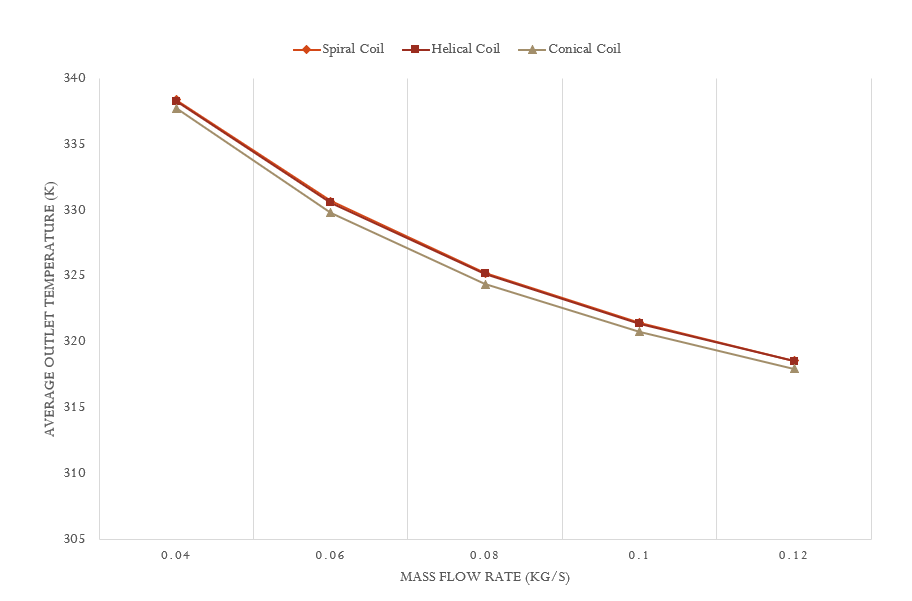 Spiral Coil Helical Coil Conical Coil
340
335
330
325
320
315
310
305
AVERAGE OUTLET TEMPERATURE (K)
0.04 0.06 0.08 0.1 0.12
MASS FLOW RATE (KG/S)